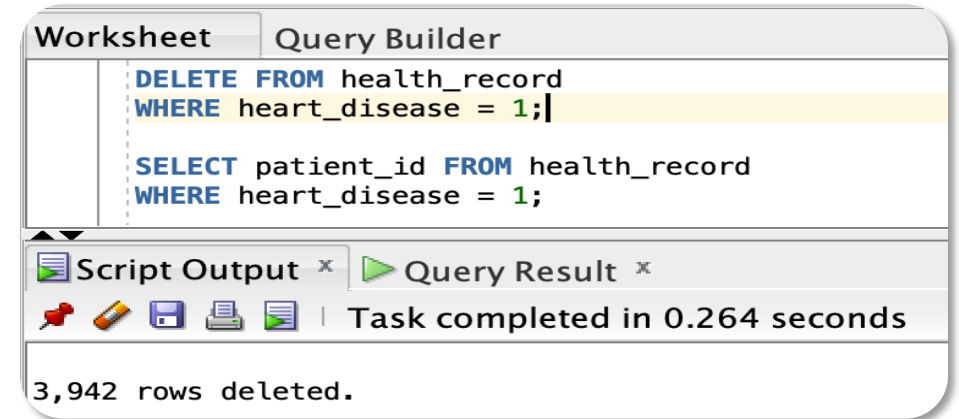 Worksheet Query Builder
DELETE FROM health_record
WHERE heart_disease = 1;
SELECT patient_id FROM health_record
WHERE heart_disease = 1;
Script Output x Query Result x
Task completed in 0.264 seconds
3,942 rows deleted.